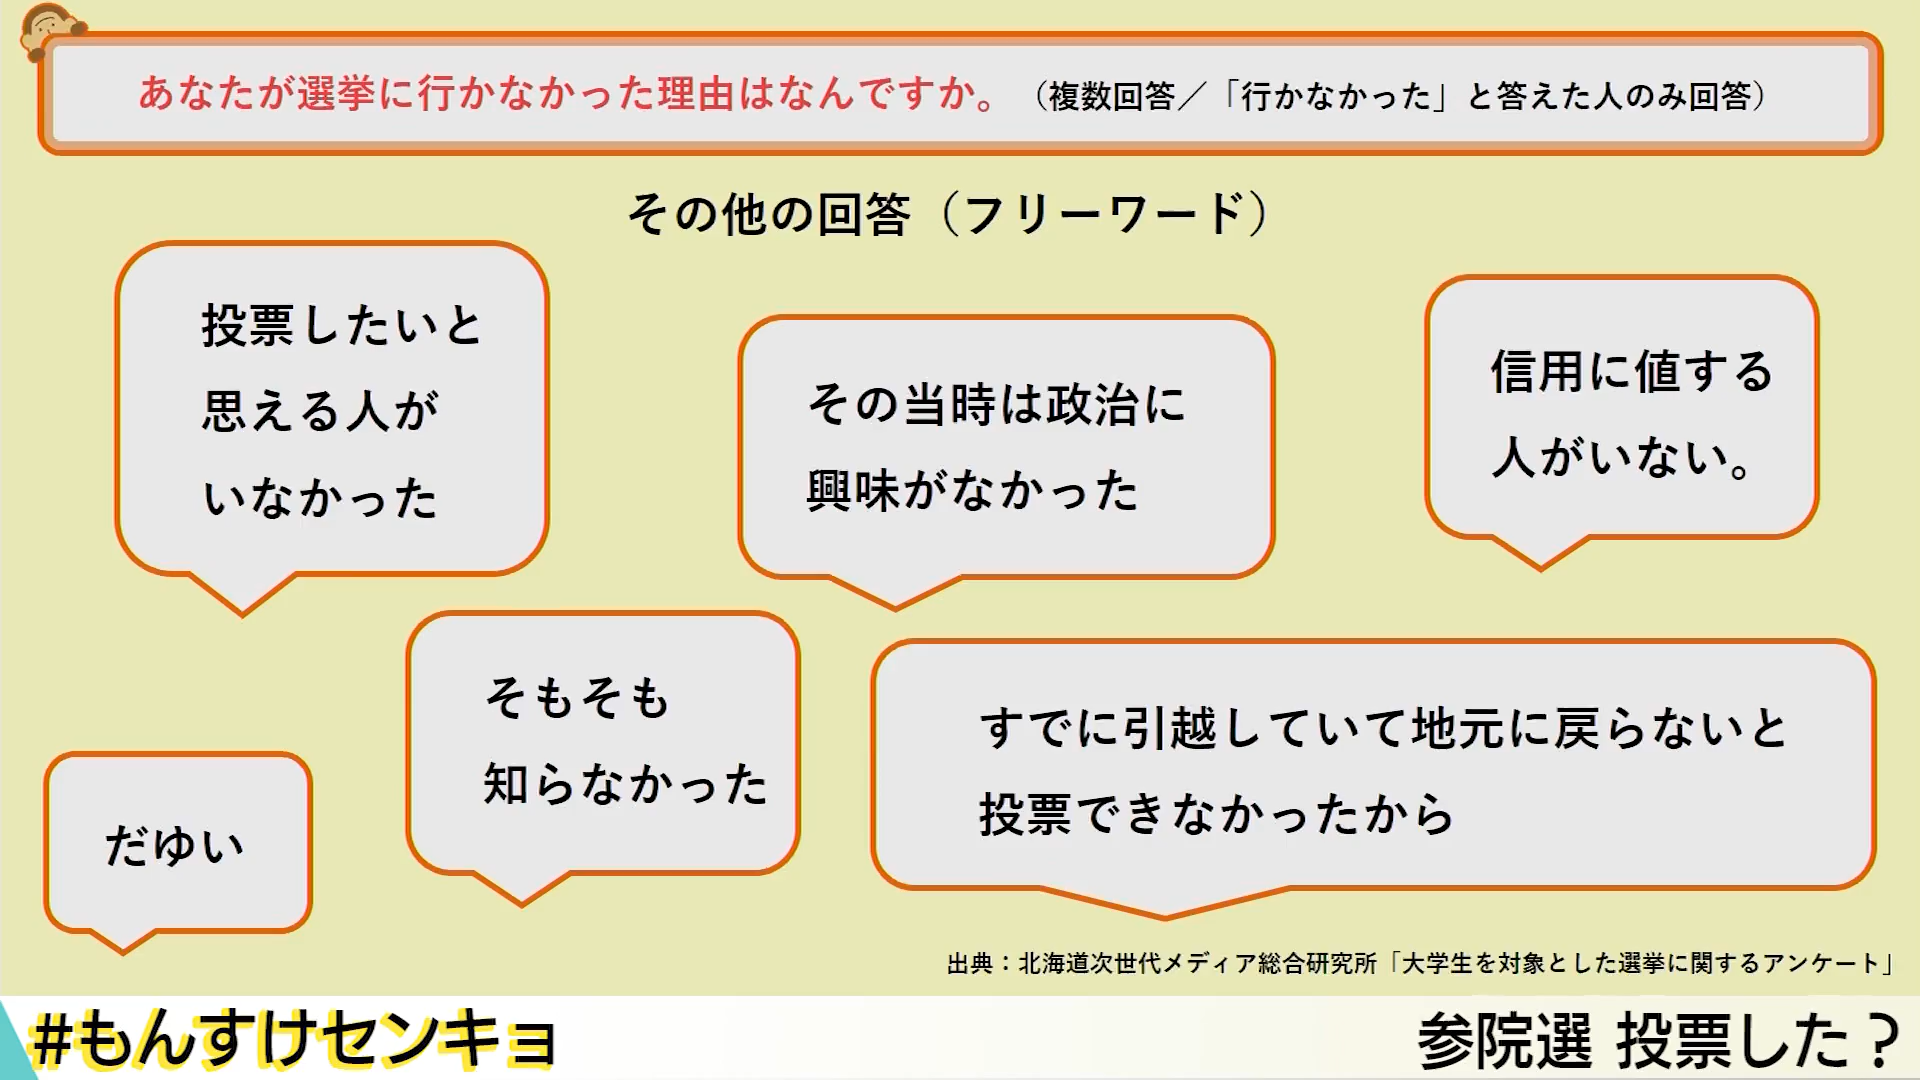 あなたが選挙に行かなかった理由はなんですか。（複数回答／「行かなかった」と答えた人のみ回答）
その他の回答（フリーワード）
投票したいと
思える人が
いなかった
その当時は政治に
興味がなかった
信用に値する
人がいない。
だゆい
そもそも
知らなかった
すでに引越していて地元に戻らないと
投票できなかったから
出典：北海道次世代メディア総合研究所「大学生を対象とした選挙に関するアンケート」
#もんすけセンキョ
参院選 投票した？